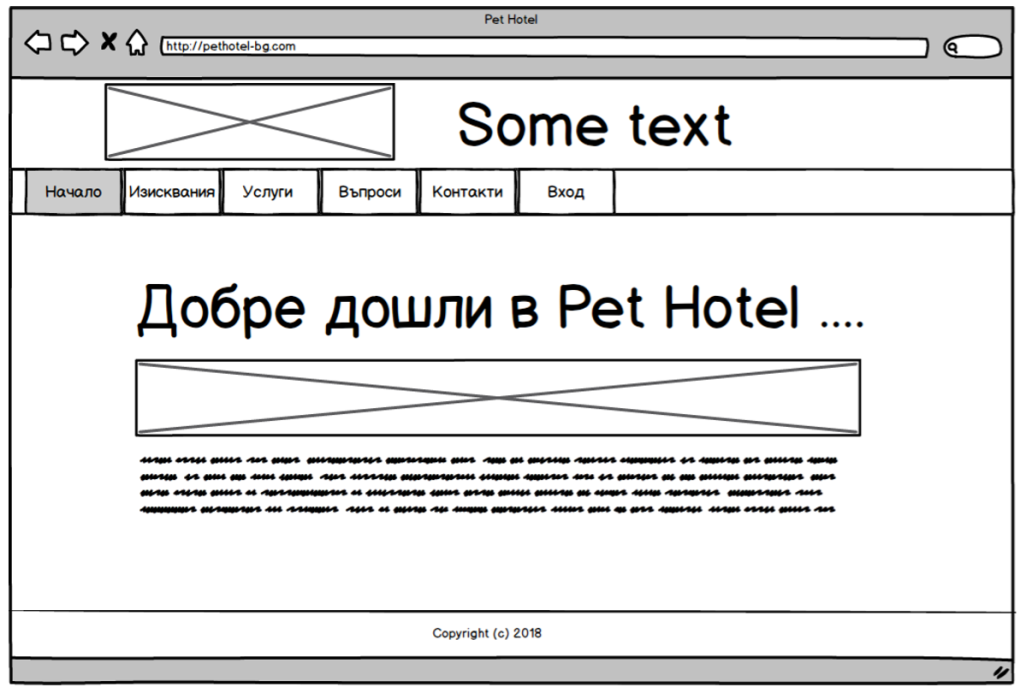 Pet Hotel
http://pethotel-bg.com
Some text
Начало Изисквания Услуги Въпроси Контакти Вход
Добре дошли в Pet Hotel ....
Copyright (c) 2018